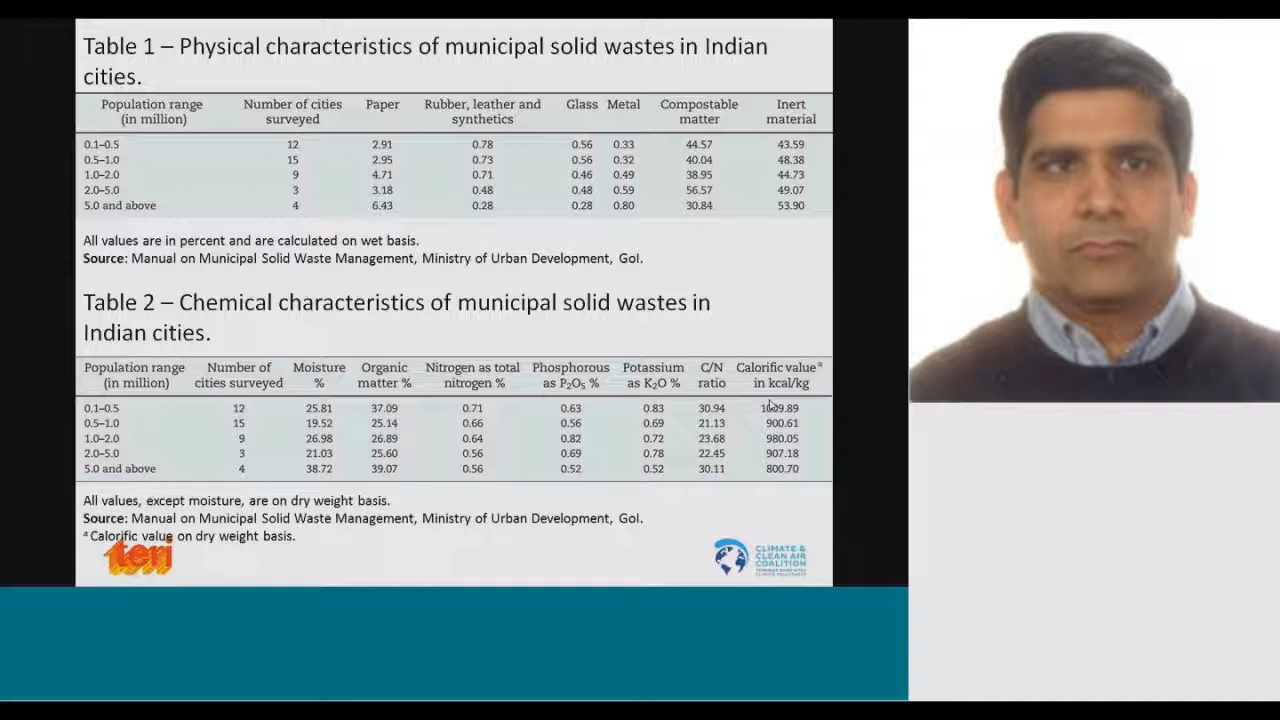 Table 1 – Physical characteristics of municipal solid wastes in Indian
cities.
Population range (in million) Number of cities surveyed Paper Rubber, leather and synthetics Glass Metal Compostable matter Inert material
0.1–0.5 12 2.91 0.78 0.56 0.33 44.57 43.59
0.5–1.0 15 2.95 0.73 0.56 0.32 40.04 48.38
1.0–2.0 9 4.71 0.71 0.46 0.49 38.95 44.73
2.0–5.0 3 3.18 0.48 0.48 0.59 56.57 49.07
5.0 and above 4 6.43 0.28 0.28 0.80 30.84 53.90
All values are in percent and are calculated on wet basis.
Source: Manual on Municipal Solid Waste Management, Ministry of Urban Development, GoI.
Table 2 – Chemical characteristics of municipal solid wastes in
Indian cities.
Population range (in million) Number of cities surveyed Moisture % Organic matter % Nitrogen as total nitrogen % Phosphorous as P₂O₅ % Potassium as K₂O % C/N ratio Calorific value ª in kcal/kg
0.1–0.5 12 25.81 37.09 0.71 0.63 0.83 30.94 1009.89
0.5–1.0 15 19.52 25.14 0.66 0.56 0.69 21.13 900.61
1.0–2.0 9 26.98 26.89 0.64 0.82 0.72 23.68 980.05
2.0–5.0 3 21.03 25.60 0.56 0.69 0.78 22.45 907.18
5.0 and above 4 38.72 39.07 0.56 0.52 0.52 30.11 800.70
All values, except moisture, are on dry weight basis.
Source: Manual on Municipal Solid Waste Management, Ministry of Urban Development, GoI.
ª Calorific value on dry weight basis.
teri
CLIMATE &
CLEAN AIR
COALITION